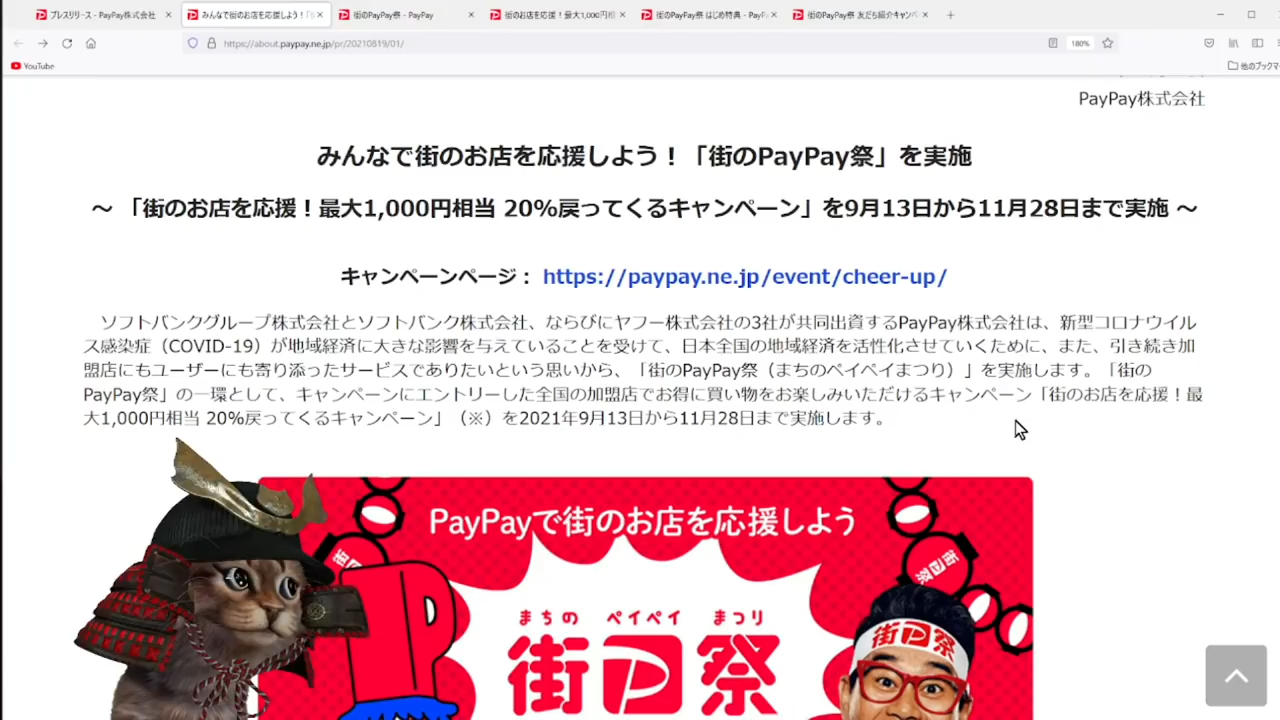 プレスリリース - PayPay株式会社
みんなで街のお店を応援しよう！「街
街のPayPay祭 - PayPay
街のお店を応援！最大1,000円相
街のPayPay祭 はじめ特典 - PayP
街のPayPay祭 友だち紹介キャンペ
https://about.paypay.ne.jp/pr/20210819/01/
180%
YouTube
他のブックマ
PayPay株式会社
みんなで街のお店を応援しよう！「街のPayPay祭」を実施
～ 「街のお店を応援！最大1,000円相当 20%戻ってくるキャンペーン」を9月13日から11月28日まで実施 ～
キャンペーンページ： https://paypay.ne.jp/event/cheer-up/
ソフトバンクグループ株式会社とソフトバンク株式会社、ならびにヤフー株式会社の3社が共同出資するPayPay株式会社は、新型コロナウイル
ス感染症（COVID-19）が地域経済に大きな影響を与えていることを受けて、日本全国の地域経済を活性化させていくために、また、引き続き加
盟店にもユーザーにも寄り添ったサービスでありたいという思いから、「街のPayPay祭（まちのペイペイまつり）」を実施します。「街の
PayPay祭」の一環として、キャンペーンにエントリーした全国の加盟店でお得に買い物をお楽しみいただけるキャンペーン「街のお店を応援！最
大1,000円相当 20%戻ってくるキャンペーン」（※）を2021年9月13日から11月28日まで実施します。
PayPayで街のお店を応援しよう
まちの ペイペイ まつり
街P祭
街P祭
街P祭